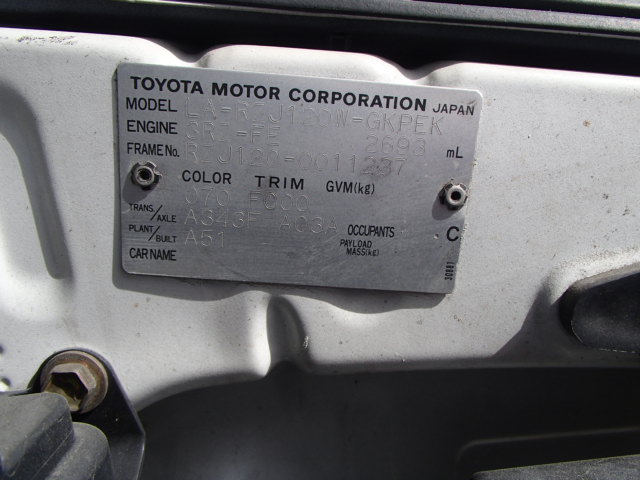 TOYOTA MOTOR CORPORATION JAPAN
MODEL LA-RZJ120W-GKPEK
ENGINE 3RZ-FE 2693 mL
FRAME No. RZJ120-0011237
COLOR TRIM GVM(kg)
070 FC00
TRANS/AXLE A343F A03A OCCUPANTS C
PLANT/BUILT A51 PAYLOAD MASS(kg)
CAR NAME
30881